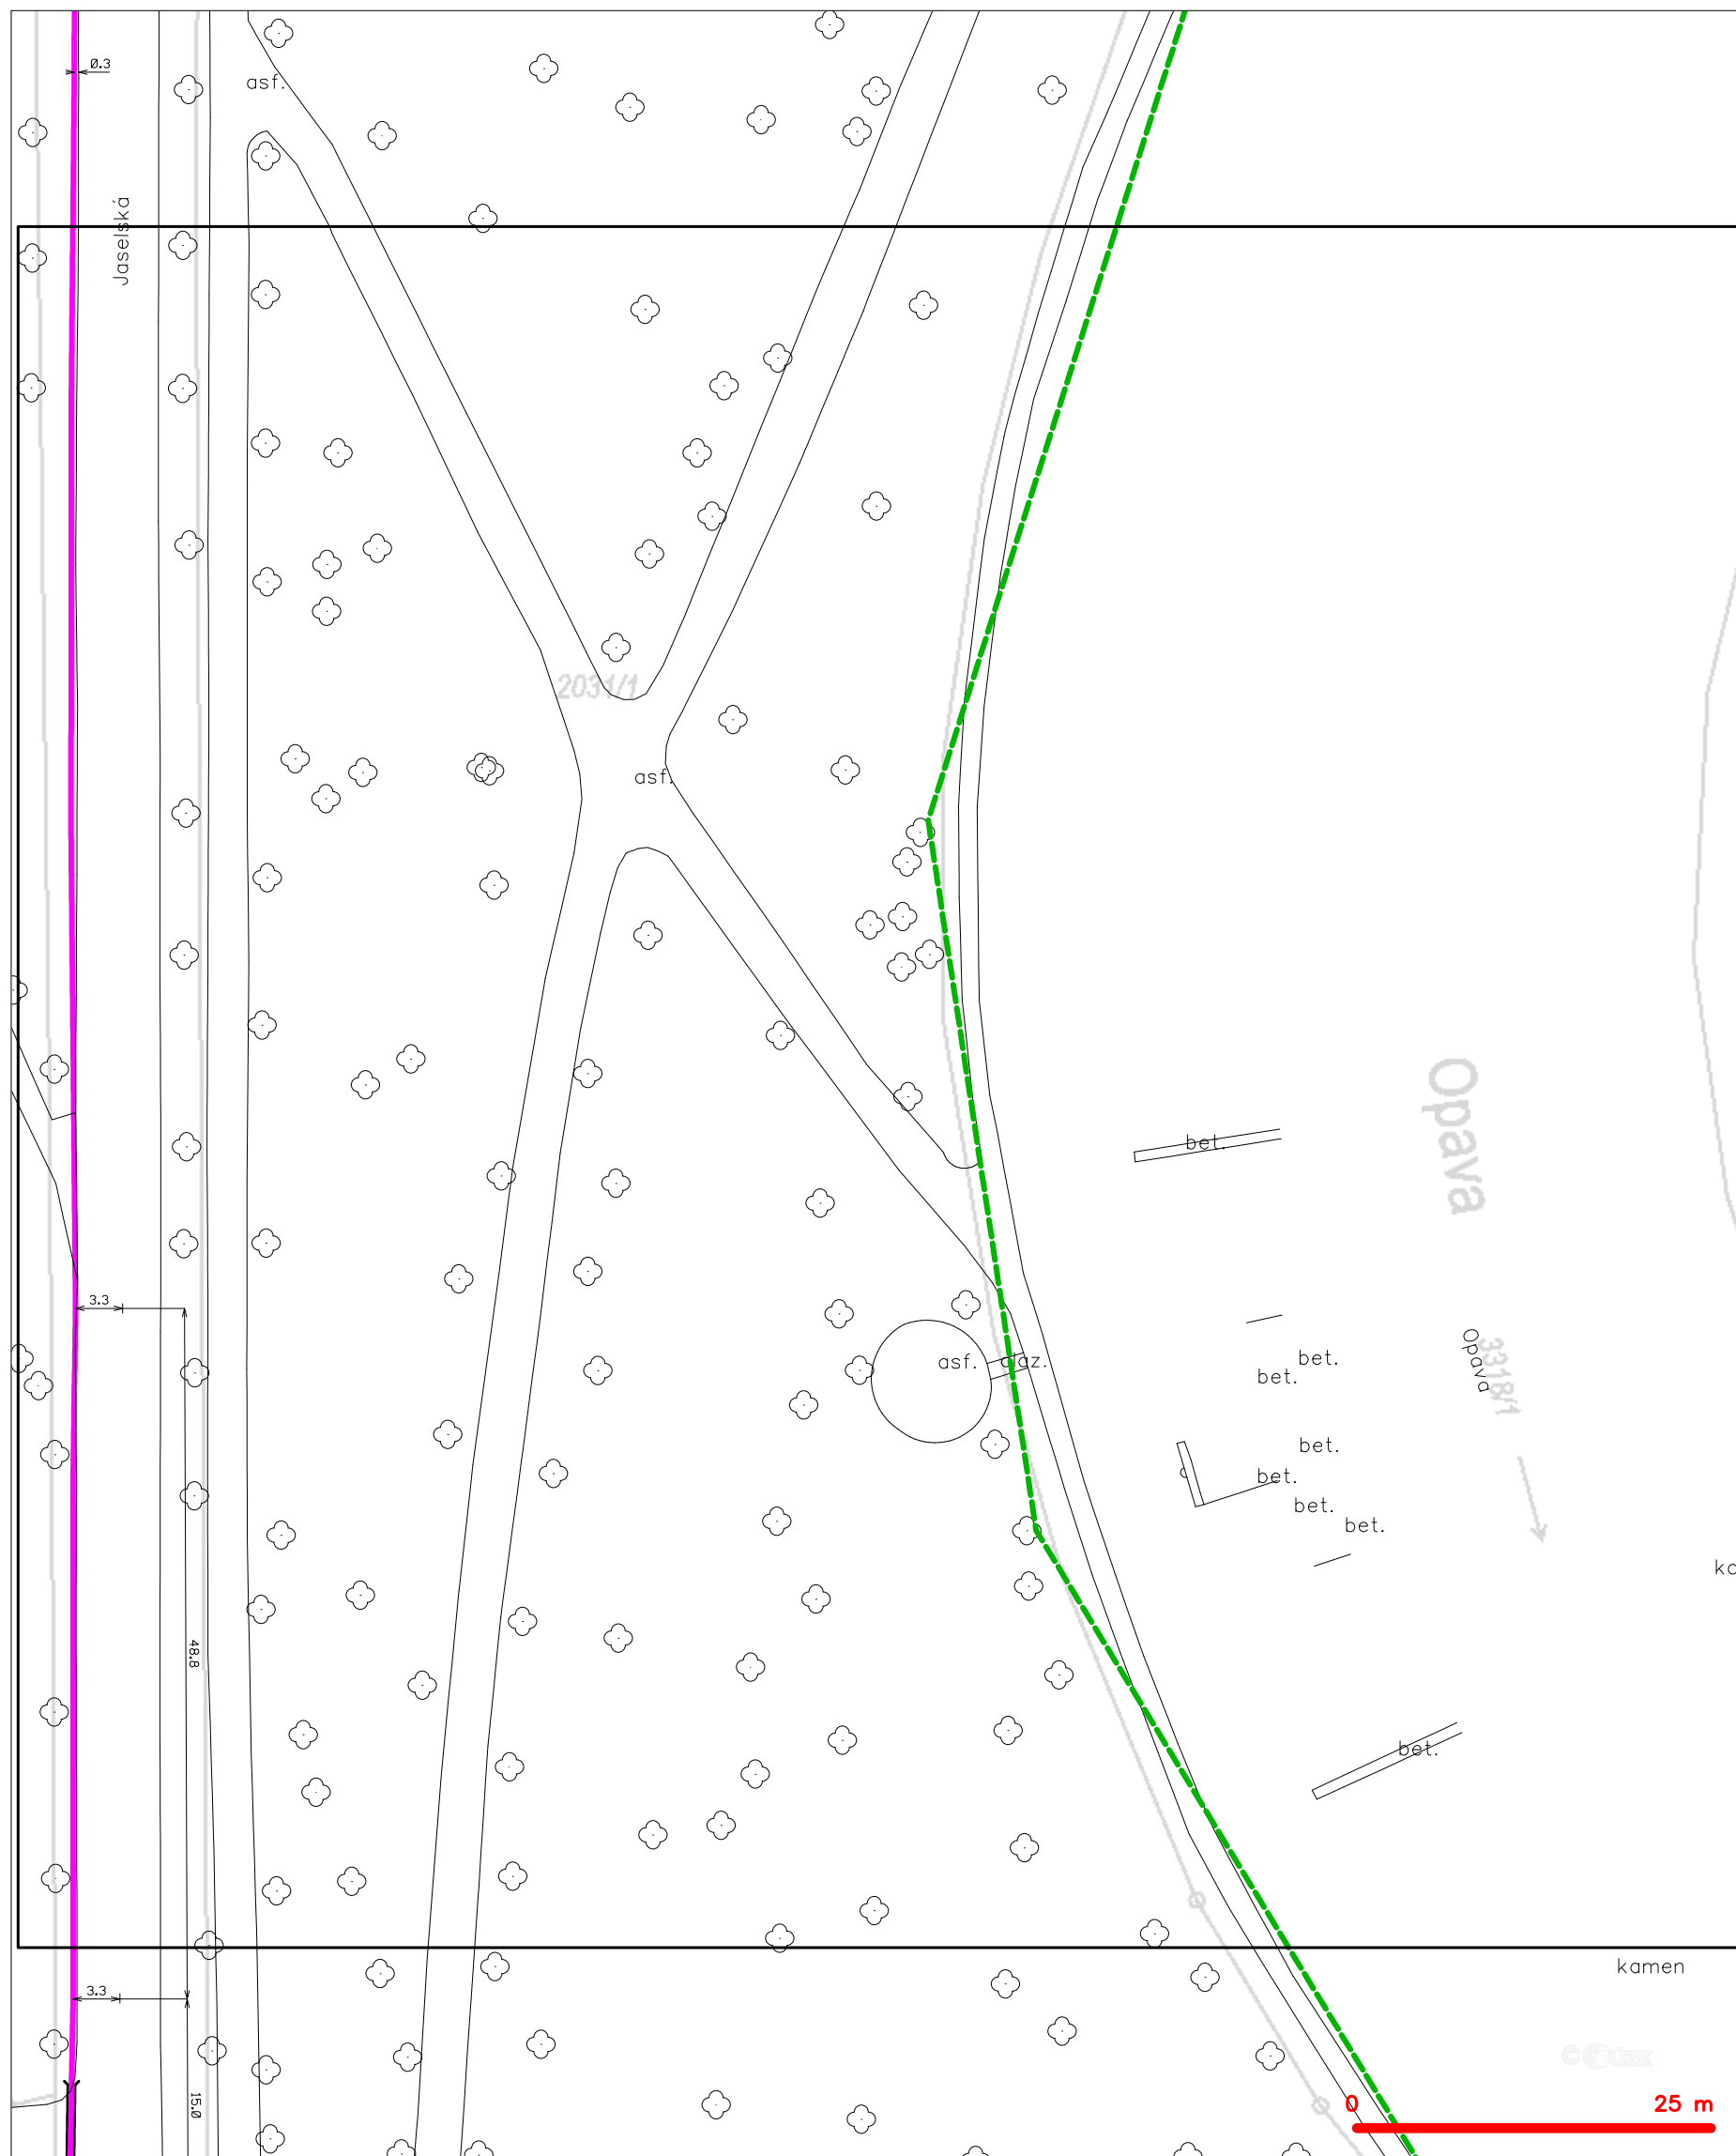 0.3
asf.
Jaselská
2031/1
asf.
Opava
bet.
3.3
Opava
3318/1
asf.
dlaz.
bet.
bet.
bet.
bet.
bet.
bet.
48.8
bet.
kamen
3.3
15.0
0
25 m